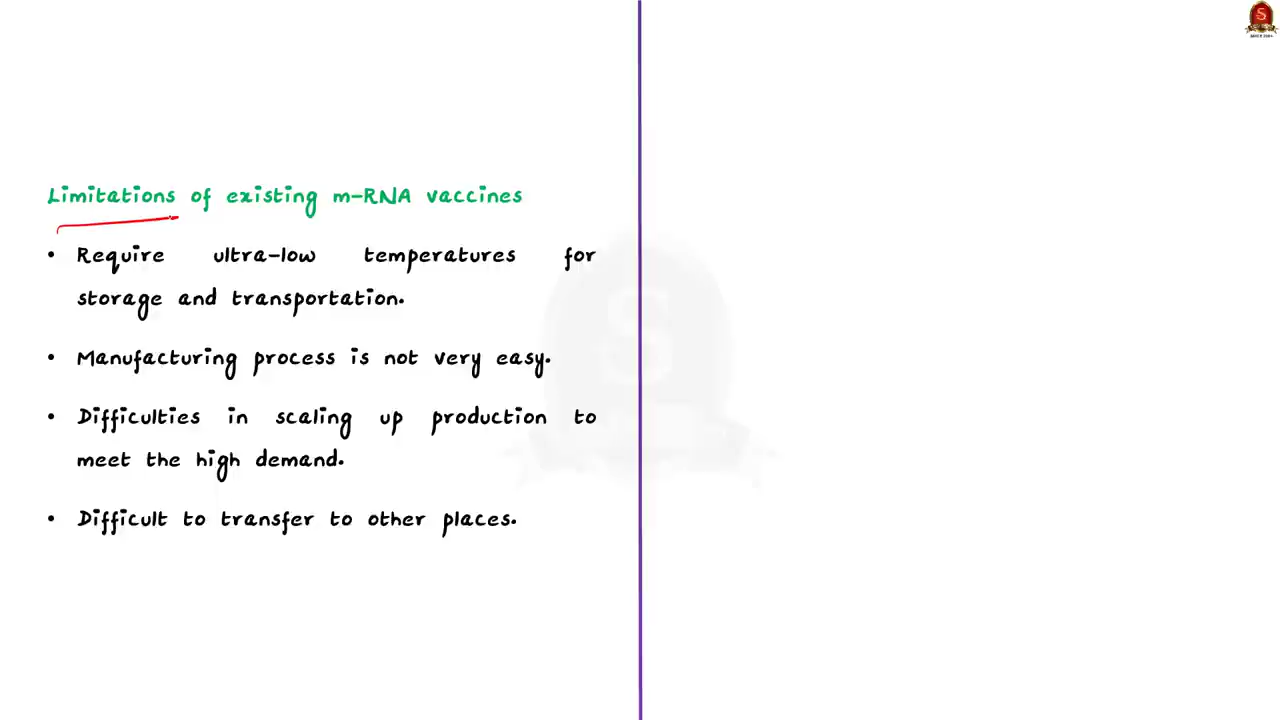 Limitations of existing m-RNA vaccines
• Require ultra-low temperatures for
storage and transportation.
• Manufacturing process is not very easy.
• Difficulties in scaling up production to
meet the high demand.
• Difficult to transfer to other places.
S